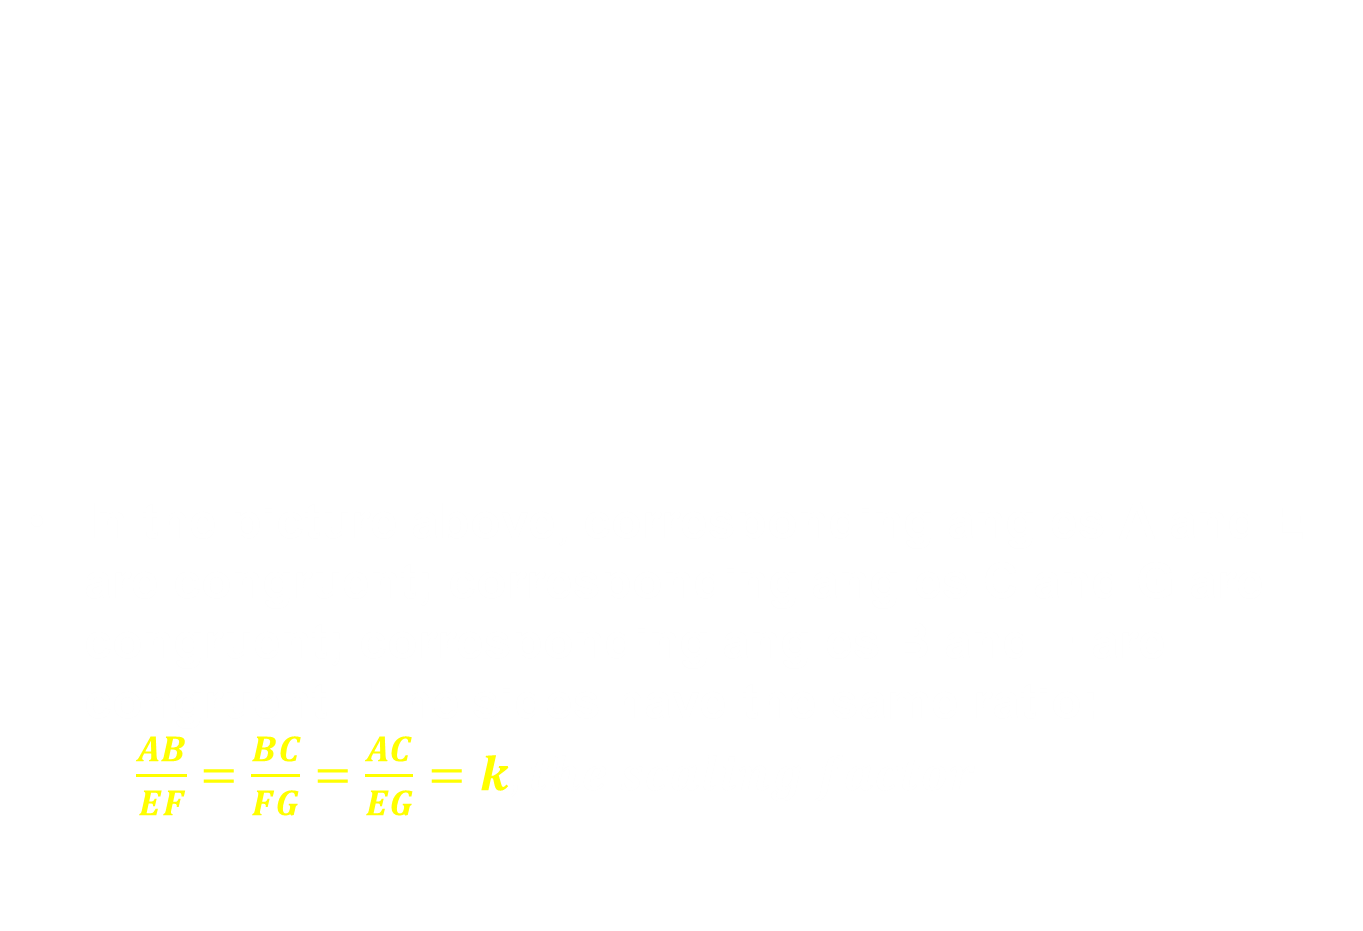 AB/EF = BC/FG = AC/EG = k